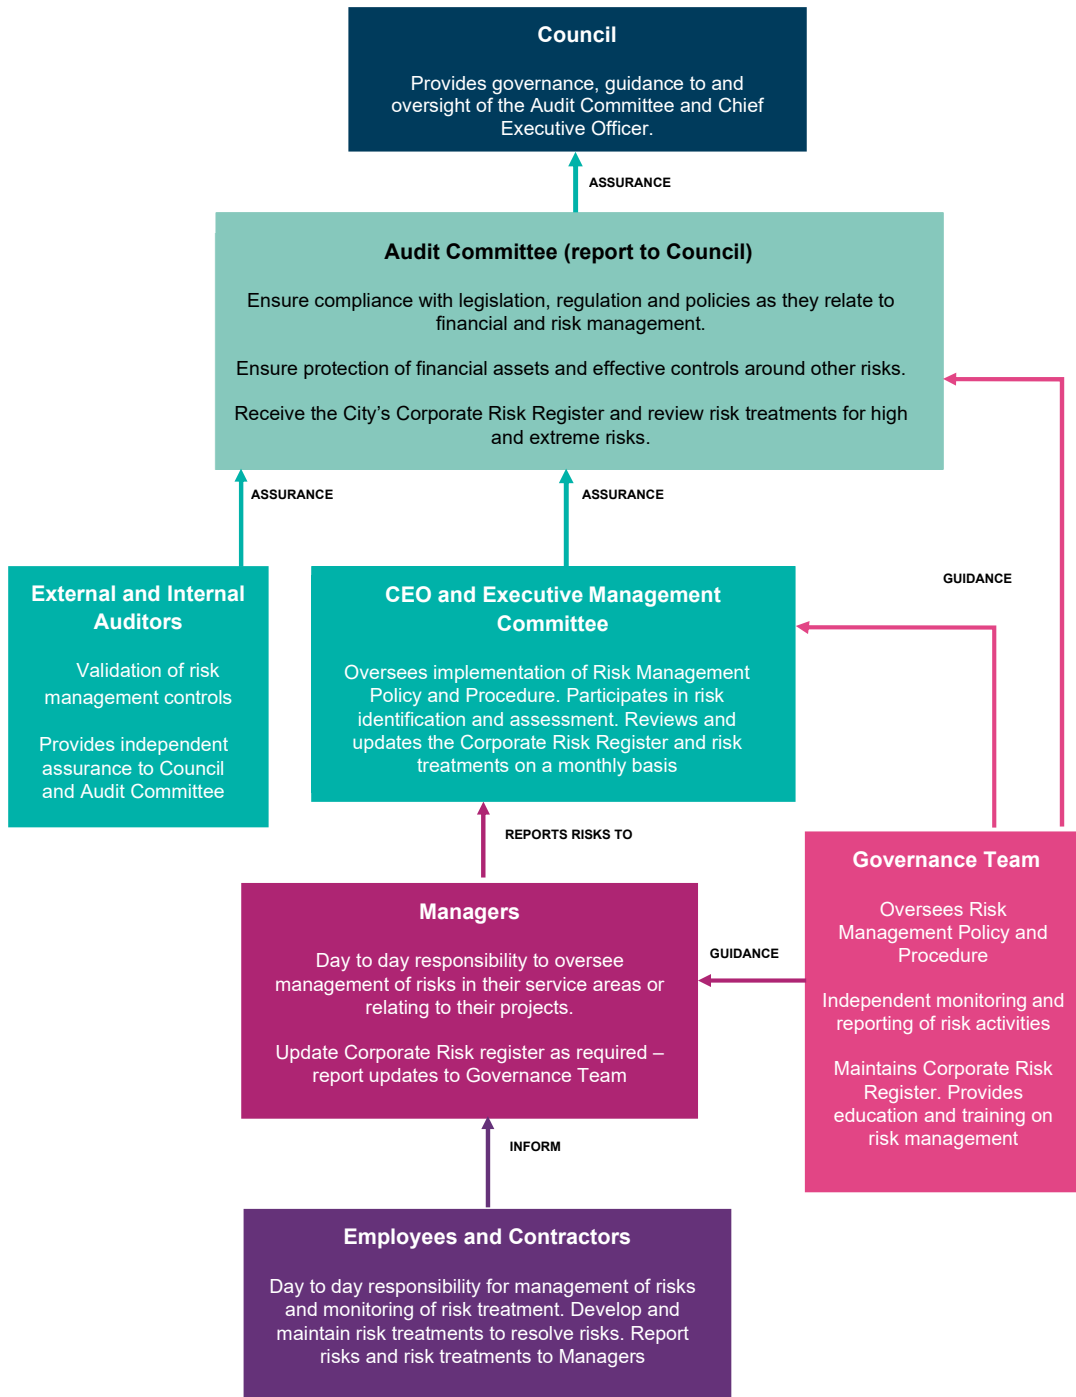 Council
Provides governance, guidance to and
oversight of the Audit Committee and Chief
Executive Officer.
ASSURANCE
Audit Committee (report to Council)
Ensure compliance with legislation, regulation and policies as they relate to
financial and risk management.
Ensure protection of financial assets and effective controls around other risks.
Receive the City’s Corporate Risk Register and review risk treatments for high
and extreme risks.
ASSURANCE
ASSURANCE
GUIDANCE
External and Internal
Auditors
Validation of risk
management controls
Provides independent
assurance to Council
and Audit Committee
CEO and Executive Management
Committee
Oversees implementation of Risk Management
Policy and Procedure. Participates in risk
identification and assessment. Reviews and
updates the Corporate Risk Register and risk
treatments on a monthly basis
REPORTS RISKS TO
Managers
Day to day responsibility to oversee
management of risks in their service areas or
relating to their projects.
Update Corporate Risk register as required –
report updates to Governance Team
GUIDANCE
Governance Team
Oversees Risk
Management Policy and
Procedure
Independent monitoring and
reporting of risk activities
Maintains Corporate Risk
Register. Provides
education and training on
risk management
INFORM
Employees and Contractors
Day to day responsibility for management of risks
and monitoring of risk treatment. Develop and
maintain risk treatments to resolve risks. Report
risks and risk treatments to Managers